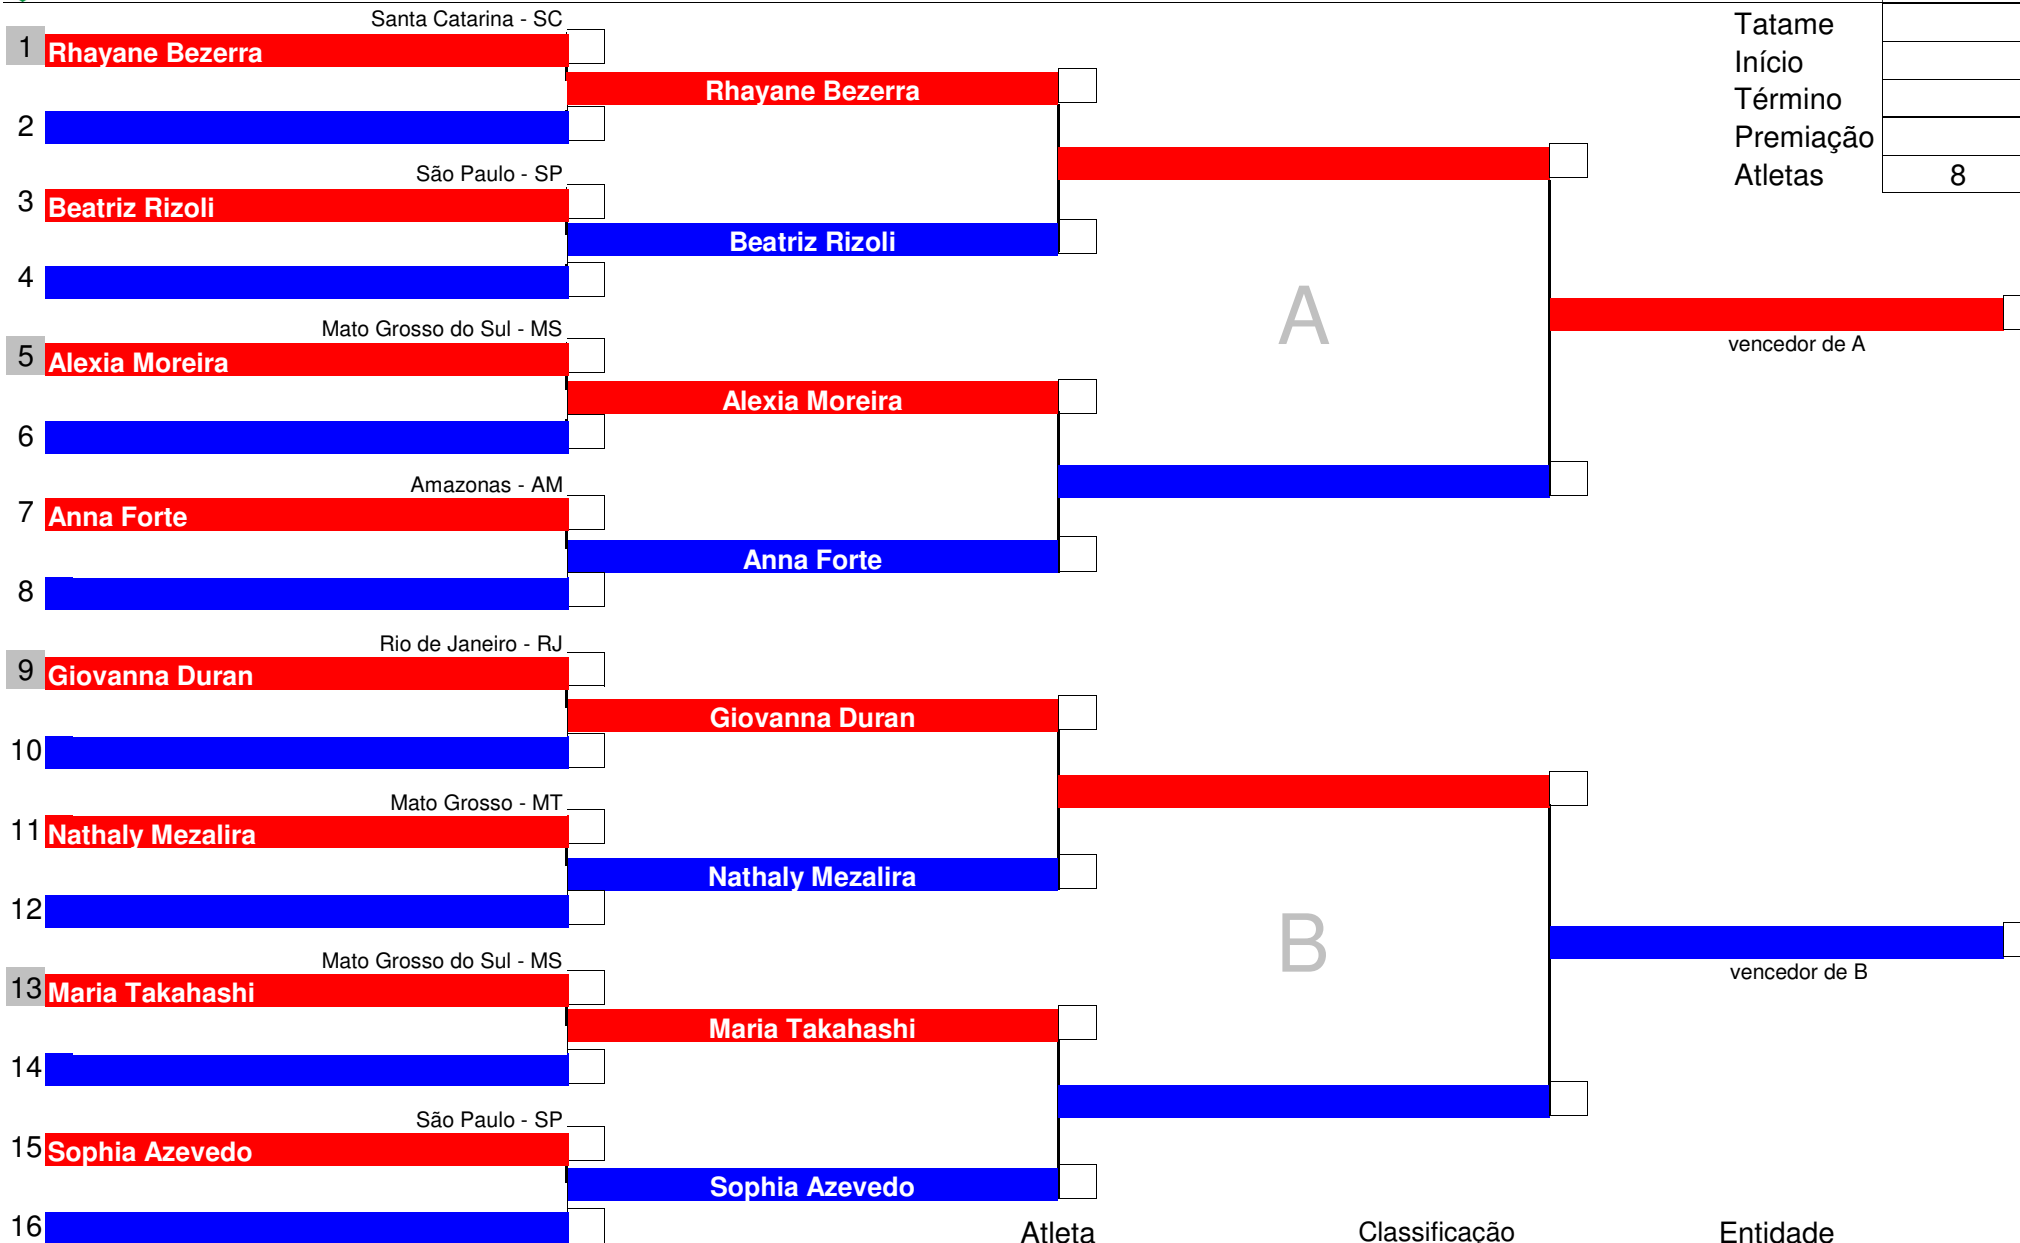 Santa Catarina - SC
Tatame
1 Rhayane Bezerra
Início
Rhayane Bezerra
Término
2
Premiação
São Paulo - SP
Atletas 8
3 Beatriz Rizoli
Beatriz Rizoli
4
A
Mato Grosso do Sul - MS
vencedor de A
5 Alexia Moreira
Alexia Moreira
6
Amazonas - AM
7 Anna Forte
Anna Forte
8
Rio de Janeiro - RJ
9 Giovanna Duran
Giovanna Duran
10
Mato Grosso - MT
11 Nathaly Mezalira
Nathaly Mezalira
12
B
Mato Grosso do Sul - MS
vencedor de B
13 Maria Takahashi
Maria Takahashi
14
São Paulo - SP
15 Sophia Azevedo
Sophia Azevedo
16
Atleta Classificação Entidade